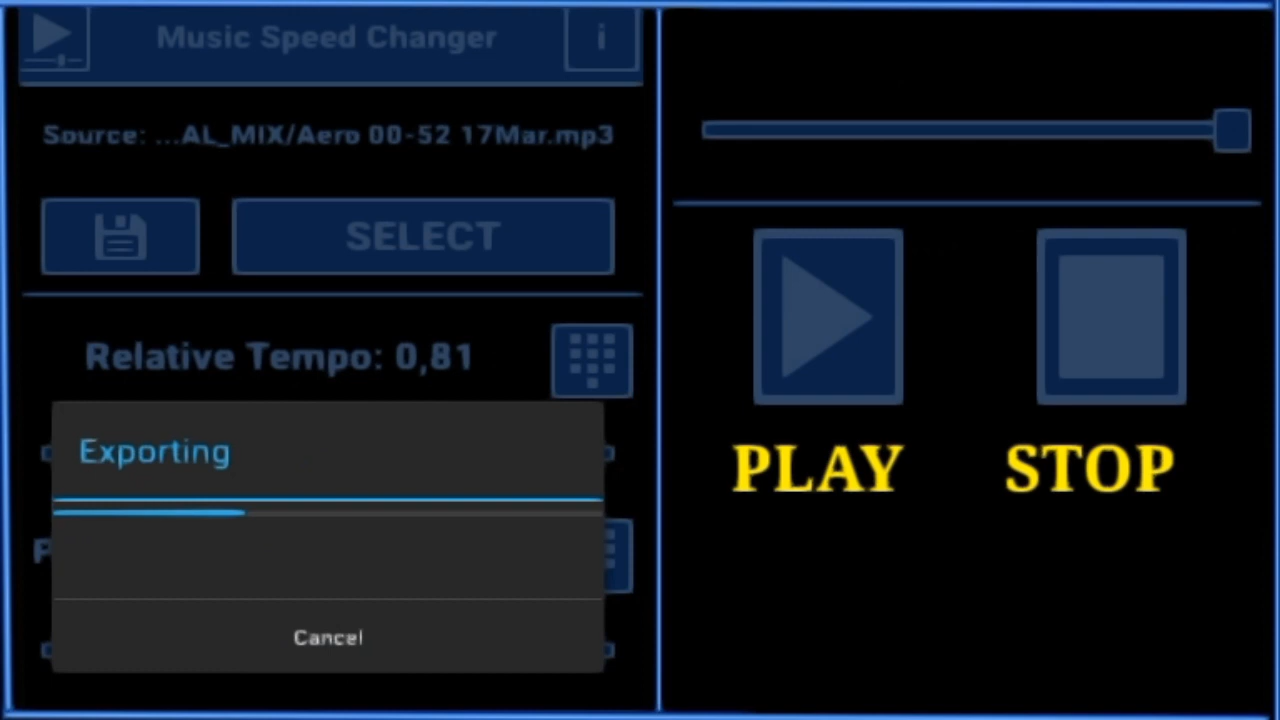 Music Speed Changer
i
Source: ...AL_MIX/Aero 00-52 17Mar.mp3
SELECT
Relative Tempo: 0,81
Exporting
P
Cancel
PLAY STOP